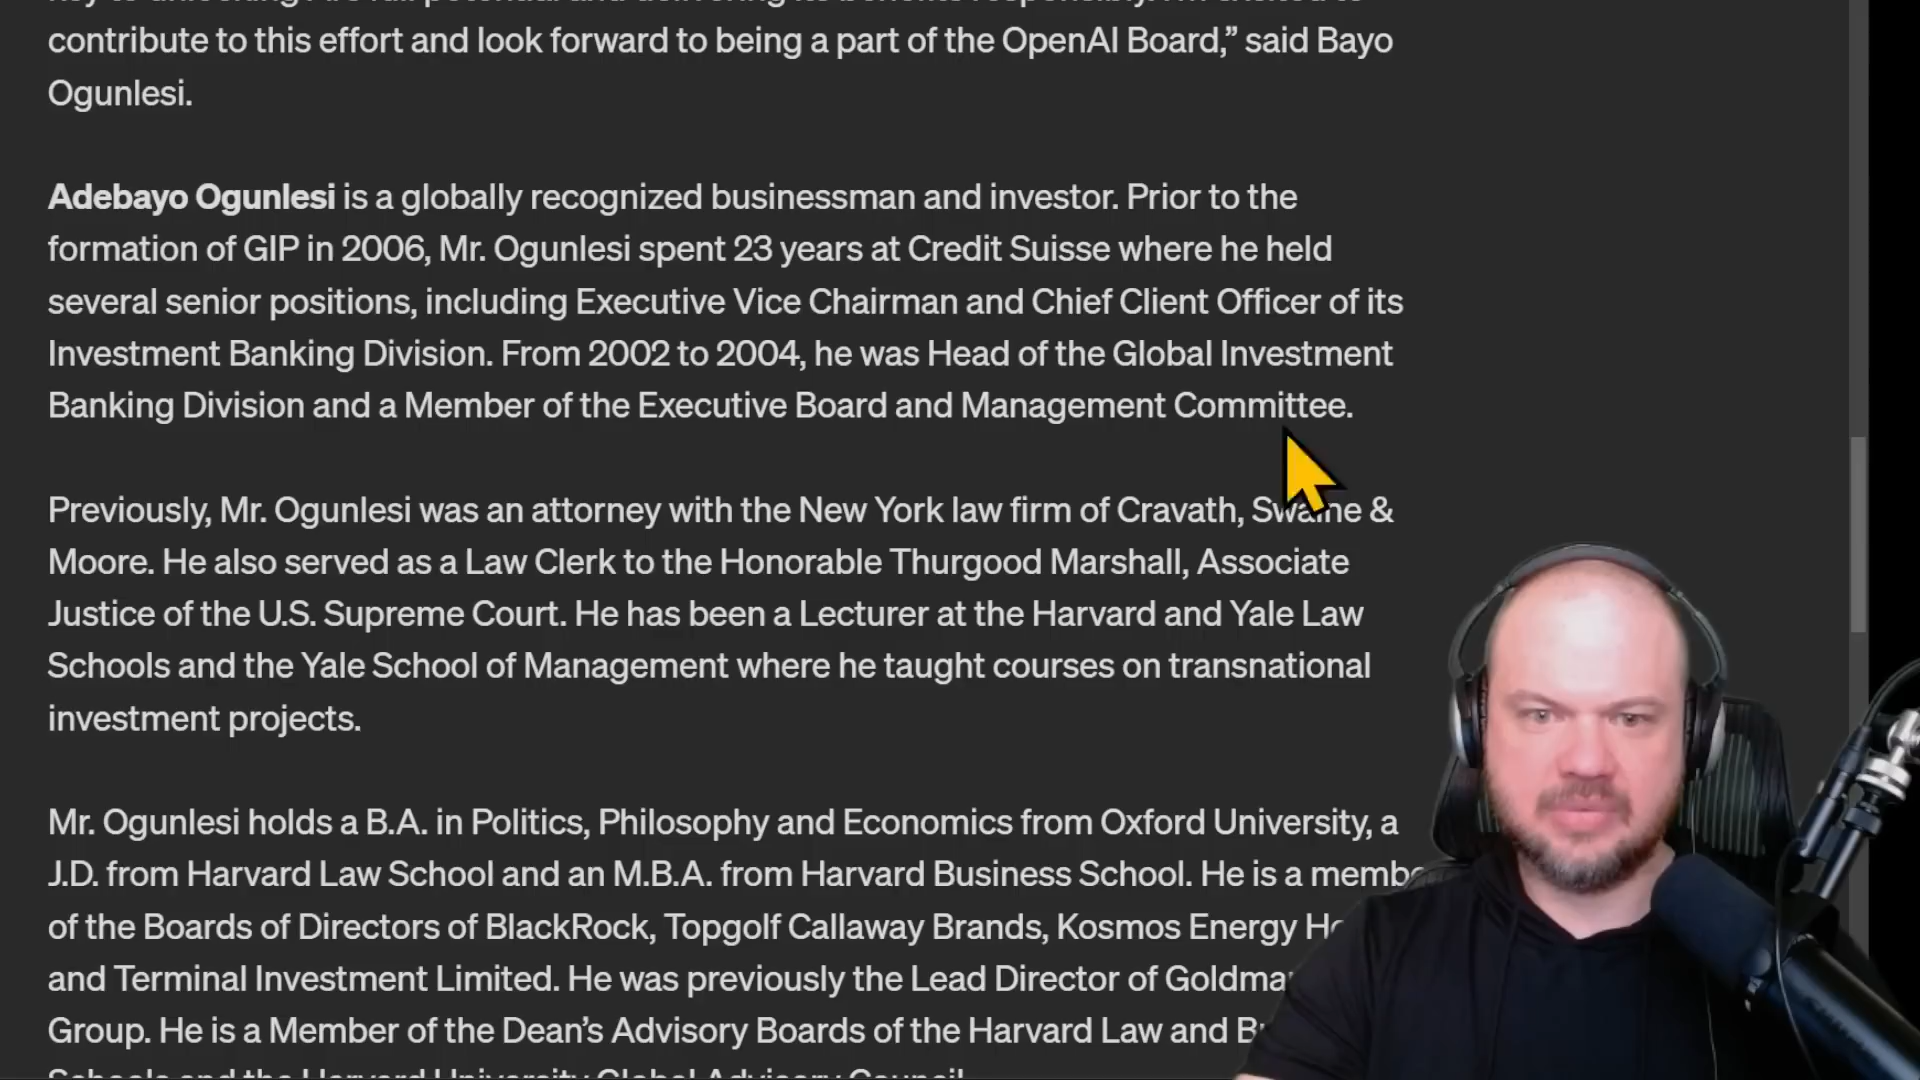 contribute to this effort and look forward to being a part of the OpenAI Board,” said Bayo
Ogunlesi.
Adebayo Ogunlesi is a globally recognized businessman and investor. Prior to the
formation of GIP in 2006, Mr. Ogunlesi spent 23 years at Credit Suisse where he held
several senior positions, including Executive Vice Chairman and Chief Client Officer of its
Investment Banking Division. From 2002 to 2004, he was Head of the Global Investment
Banking Division and a Member of the Executive Board and Management Committee.
Previously, Mr. Ogunlesi was an attorney with the New York law firm of Cravath, Swaine &
Moore. He also served as a Law Clerk to the Honorable Thurgood Marshall, Associate
Justice of the U.S. Supreme Court. He has been a Lecturer at the Harvard and Yale Law
Schools and the Yale School of Management where he taught courses on transnational
investment projects.
Mr. Ogunlesi holds a B.A. in Politics, Philosophy and Economics from Oxford University, a
J.D. from Harvard Law School and an M.B.A. from Harvard Business School. He is a
of the Boards of Directors of BlackRock, Topgolf Callaway Brands, Kosmos Energy
and Terminal Investment Limited. He was previously the Lead Director of
Group. He is a Member of the Dean’s Advisory Boards of the Harvard Law and
Schools and the Harvard University Global Advisory Council.